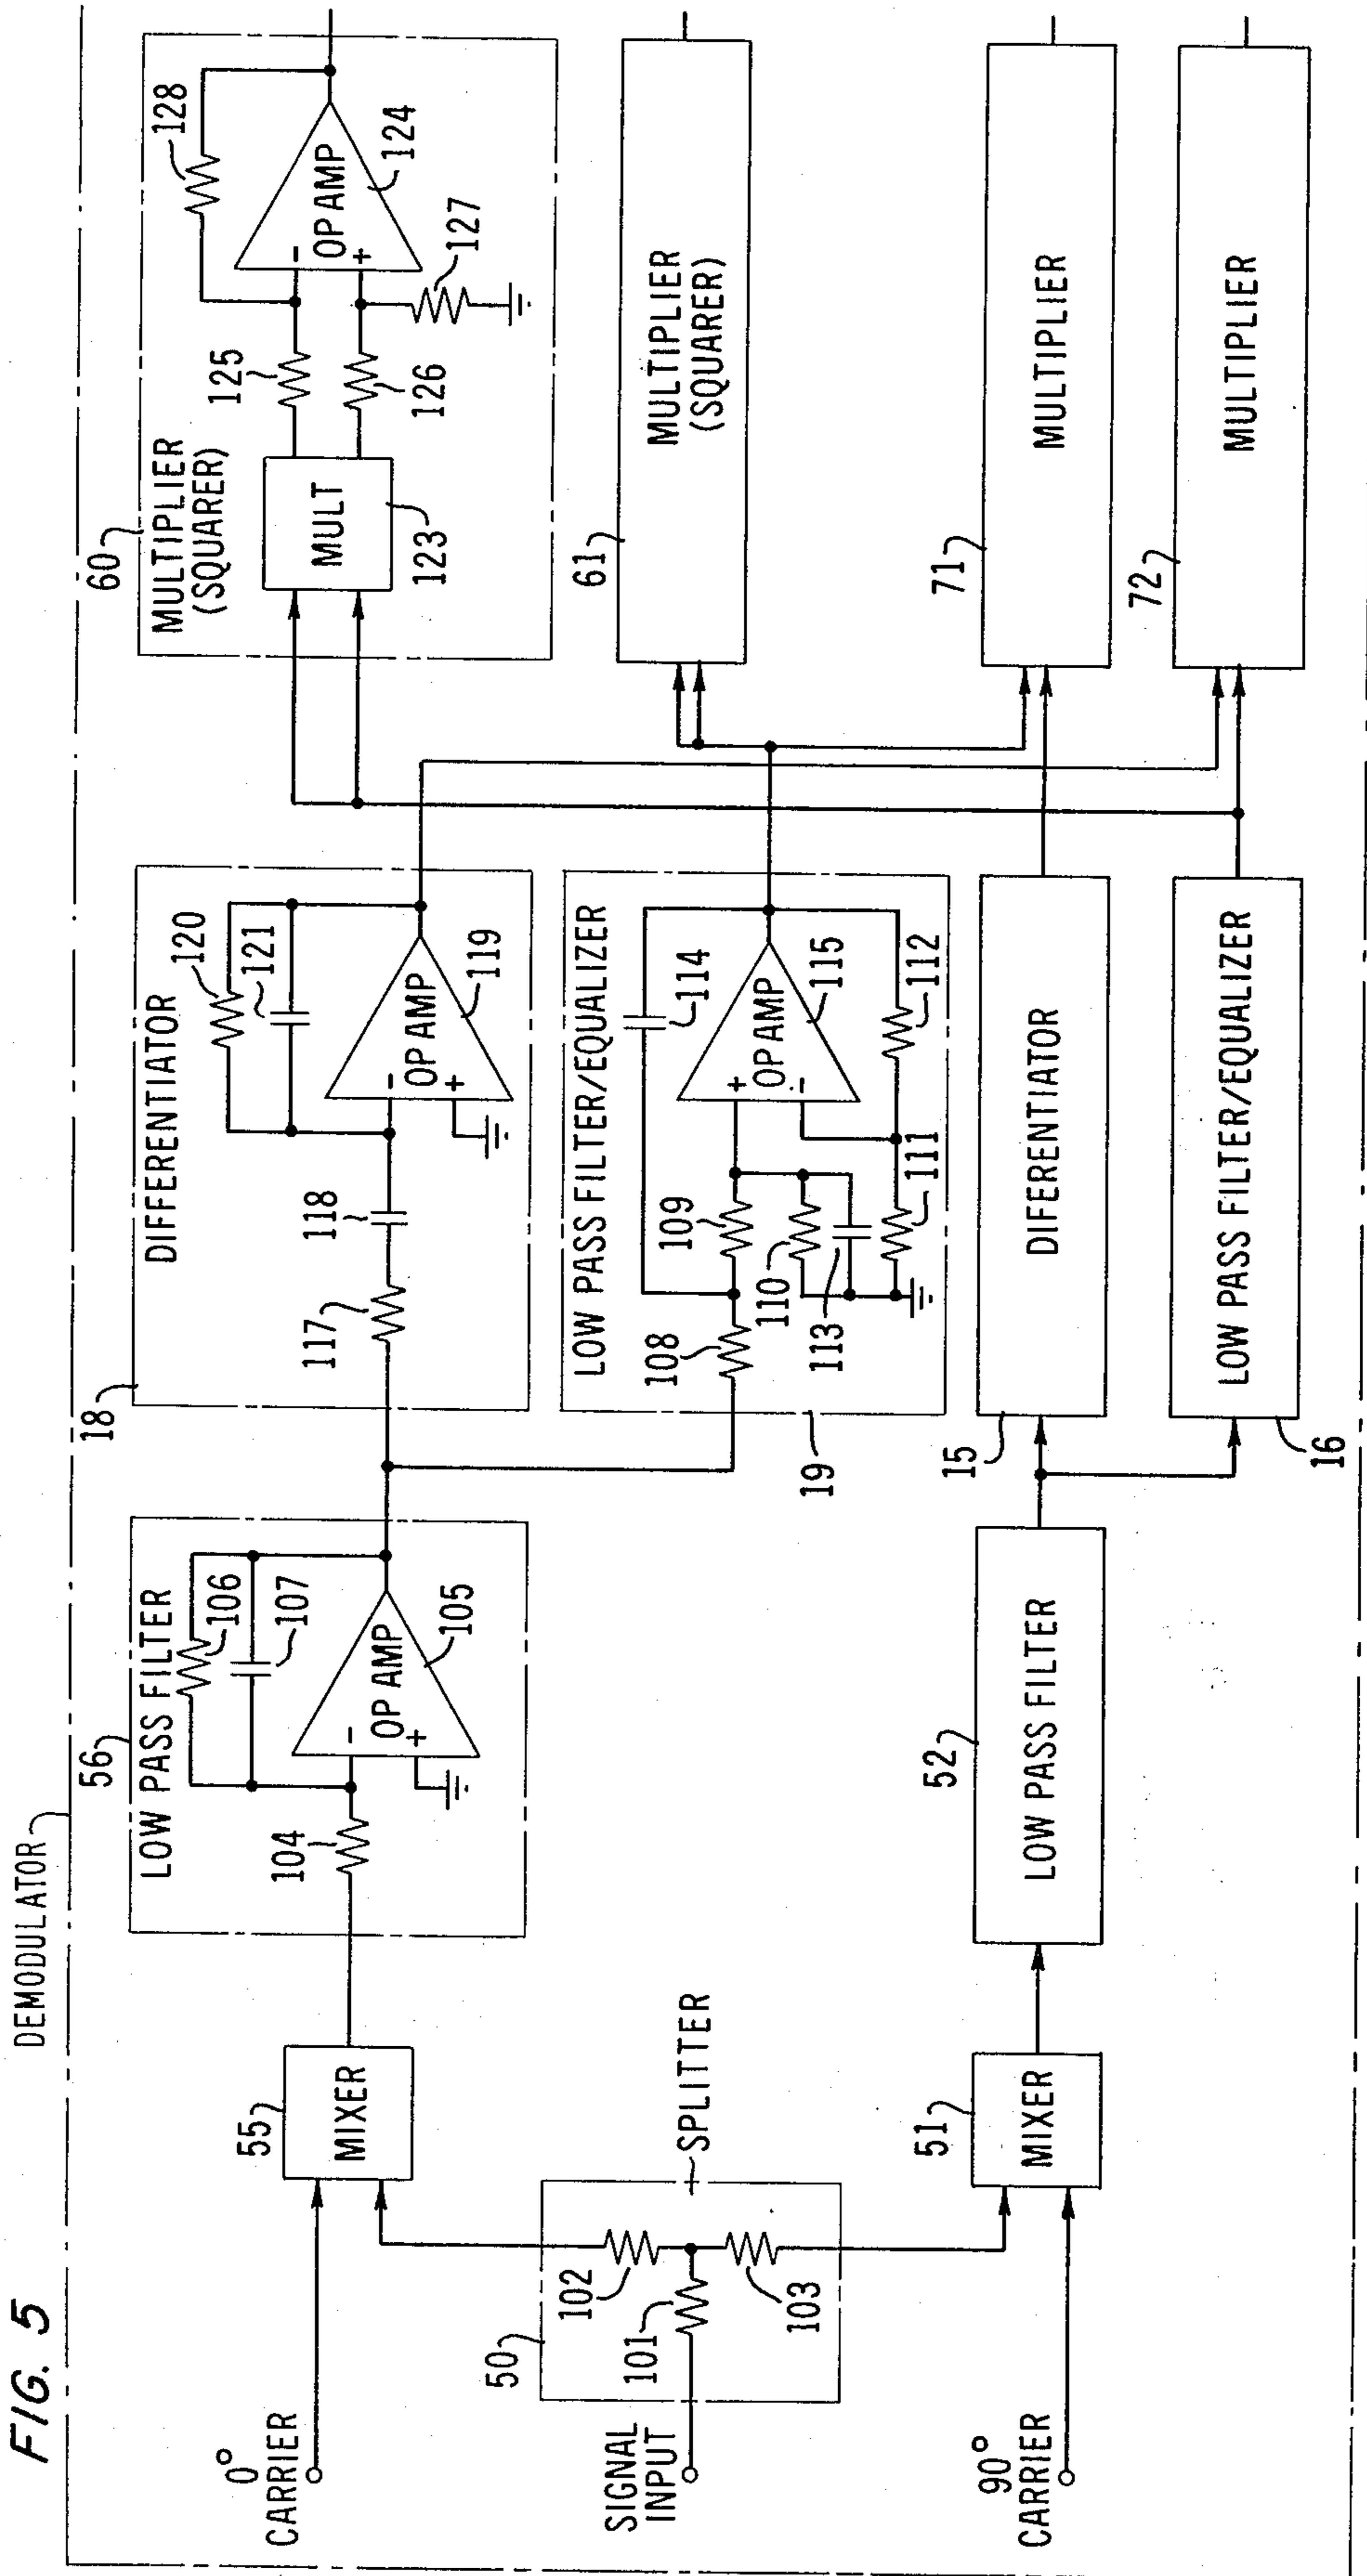 FIG. 5
DEMODULATOR
0°
CARRIER
SIGNAL
INPUT
90°
CARRIER
50
101
102
103
SPLITTER
55
MIXER
51
MIXER
56
LOW PASS FILTER
104
106
107
-
+
OP AMP
105
52
LOW PASS FILTER
18
DIFFERENTIATOR
117
118
120
121
-
+
OP AMP
119
LOW PASS FILTER/EQUALIZER
19
108
109
110
113
111
114
+
-
OP AMP
115
112
15
DIFFERENTIATOR
16
LOW PASS FILTER/EQUALIZER
60
MULTIPLIER
(SQUARER)
MULT
123
125
126
128
-
+
OP AMP
124
127
61
MULTIPLIER
(SQUARER)
71
MULTIPLIER
72
MULTIPLIER